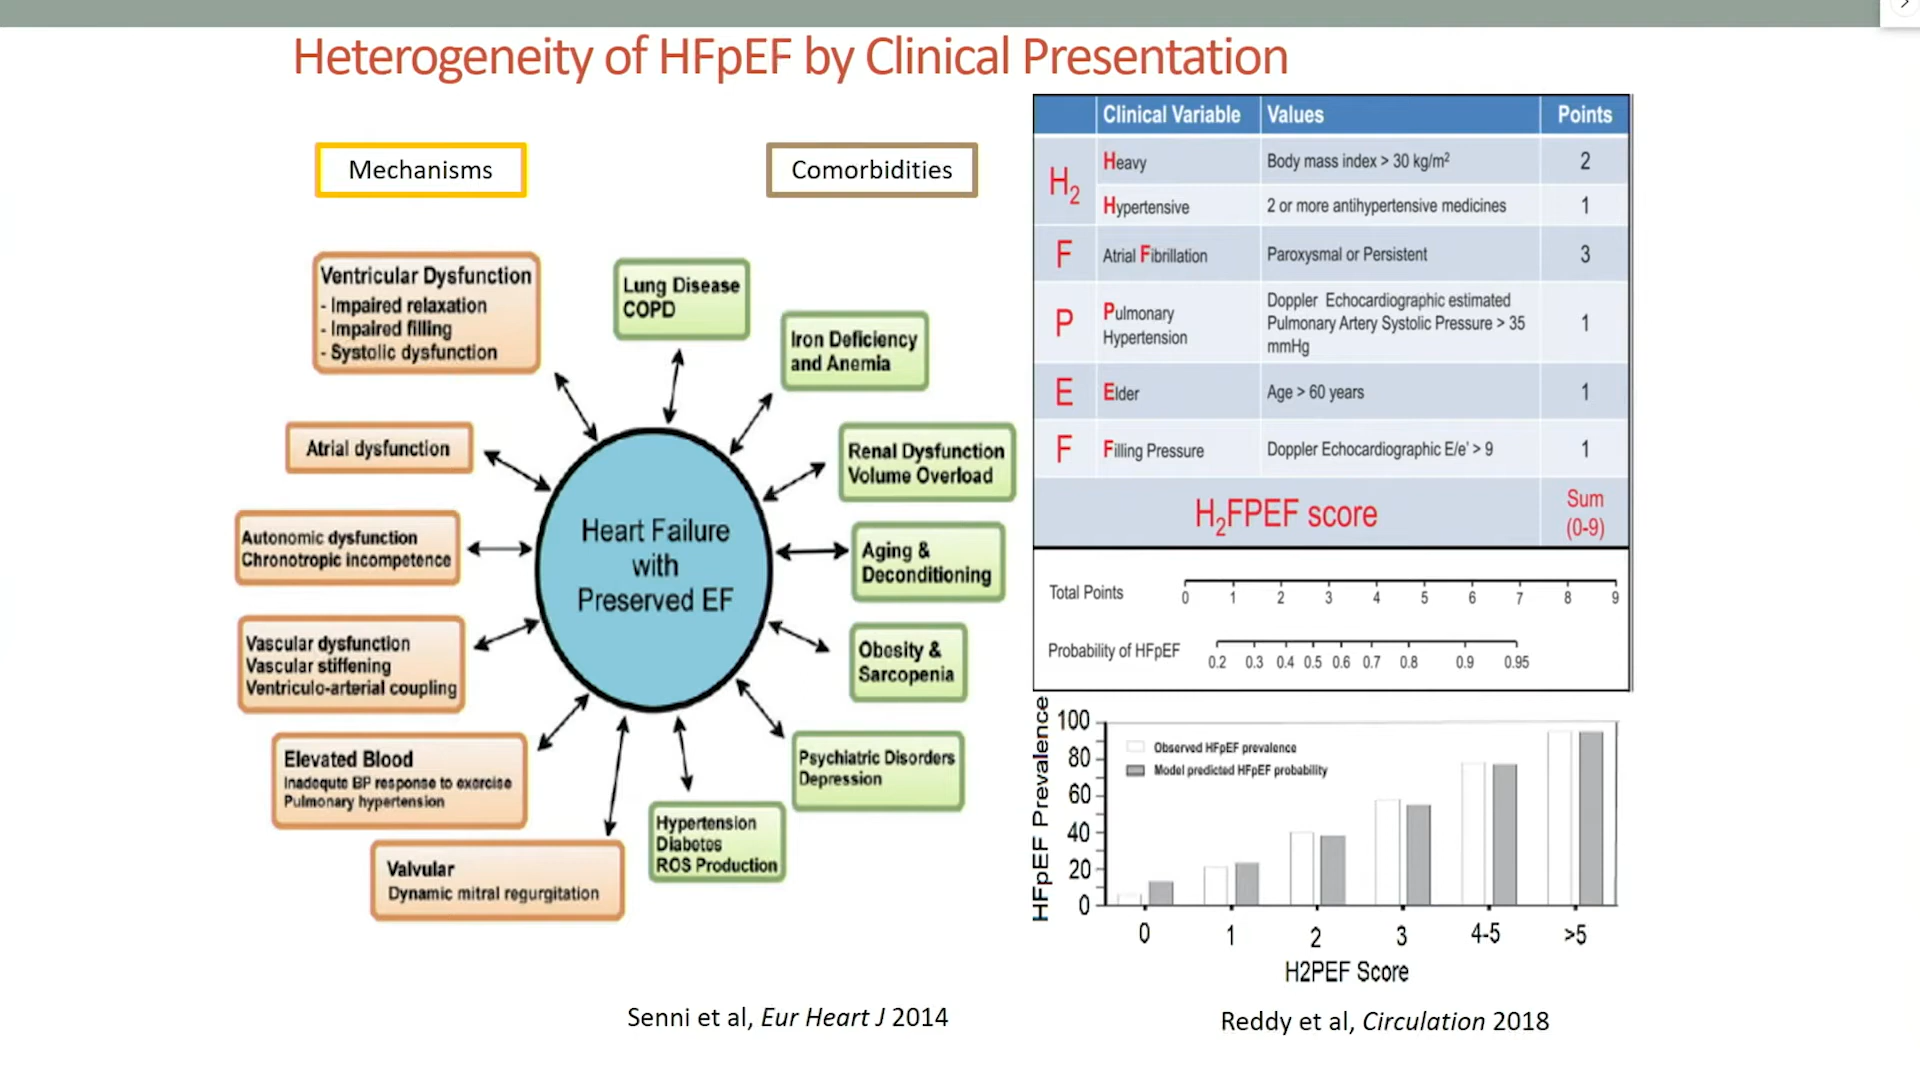 Heterogeneity of HFpEF by Clinical Presentation
Mechanisms
Comorbidities
Ventricular Dysfunction
- Impaired relaxation
- Impaired filling
- Systolic dysfunction
Atrial dysfunction
Autonomic dysfunction
Chronotropic incompetence
Vascular dysfunction
Vascular stiffening
Ventriculo-arterial coupling
Elevated Blood
Inadequte BP response to exercise
Pulmonary hypertension
Valvular
Dynamic mitral regurgitation
Heart Failure
with
Preserved EF
Lung Disease
COPD
Iron Deficiency
and Anemia
Renal Dysfunction
Volume Overload
Aging &
Deconditioning
Obesity &
Sarcopenia
Psychiatric Disorders
Depression
Hypertension
Diabetes
ROS Production
Senni et al, Eur Heart J 2014
Clinical Variable Values Points
H2 Heavy Body mass index > 30 kg/m² 2
Hypertensive 2 or more antihypertensive medicines 1
F Atrial Fibrillation Paroxysmal or Persistent 3
P Pulmonary Hypertension Doppler Echocardiographic estimated
Pulmonary Artery Systolic Pressure > 35
mmHg 1
E Elder Age > 60 years 1
F Filling Pressure Doppler Echocardiographic E/e' > 9 1
H2FPEF score Sum
(0-9)
Total Points 0 1 2 3 4 5 6 7 8 9
Probability of HFpEF 0.2 0.3 0.4 0.5 0.6 0.7 0.8 0.9 0.95
HFpEF Prevalence
100
80
60
40
20
0
Observed HFpEF prevalence
Model predicted HFpEF probability
0 1 2 3 4-5 >5
H2PEF Score
Reddy et al, Circulation 2018